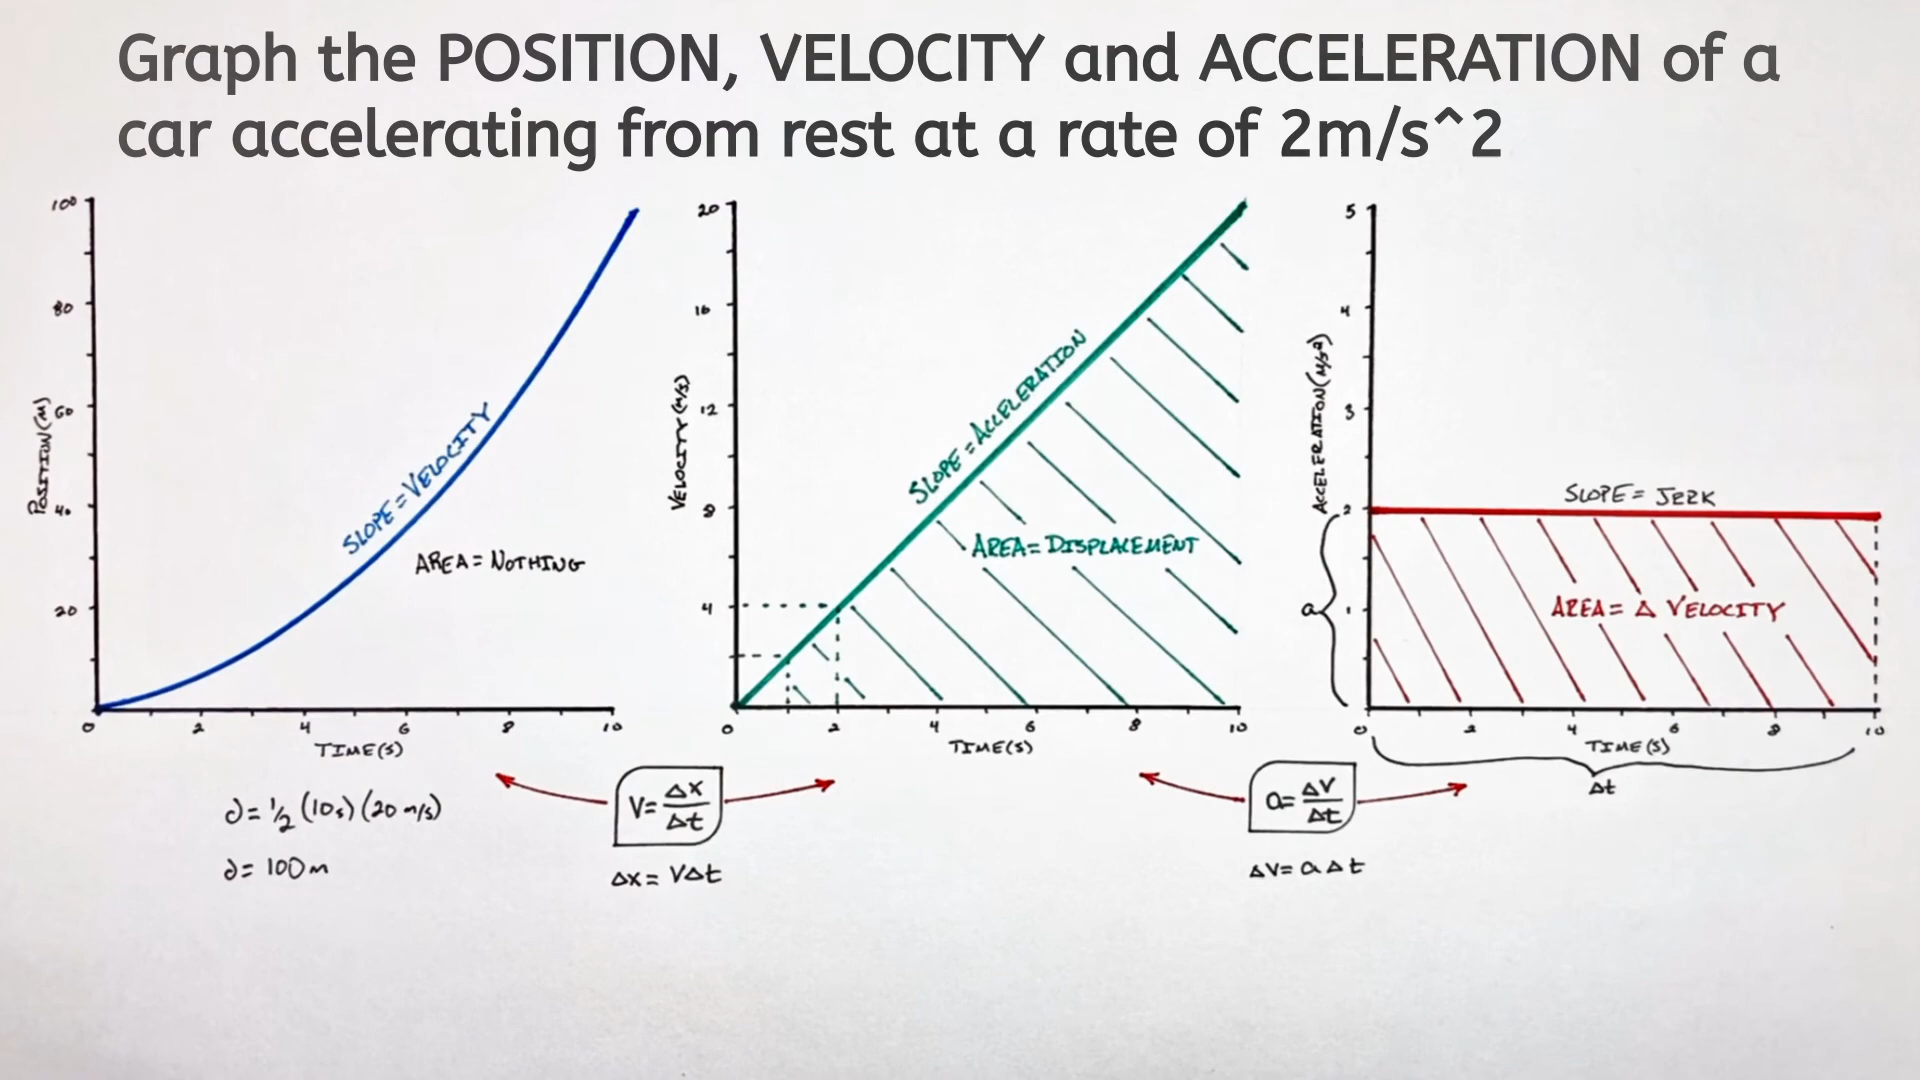 Graph the POSITION, VELOCITY and ACCELERATION of a
car accelerating from rest at a rate of 2m/s^2
100
80
60
40
20
POSITION(M)
SLOPE=VELOCITY
AREA=NOTHING
0 2 4 6 8 10
TIME(S)
20
16
12
8
4
VELOCITY(M/S)
SLOPE=ACCELERATION
AREA=DISPLACEMENT
0 2 4 6 8 10
TIME(S)
5
4
3
2
1
ACCELERATION(M/S²)
SLOPE= JERK
AREA= Δ VELOCITY
a
0 2 4 6 8 10
TIME(S)
Δt
∂=½(10s)(20 m/s)
∂= 100m
V=Δx/Δt
Δx= VΔt
a=ΔV/Δt
ΔV= aΔt